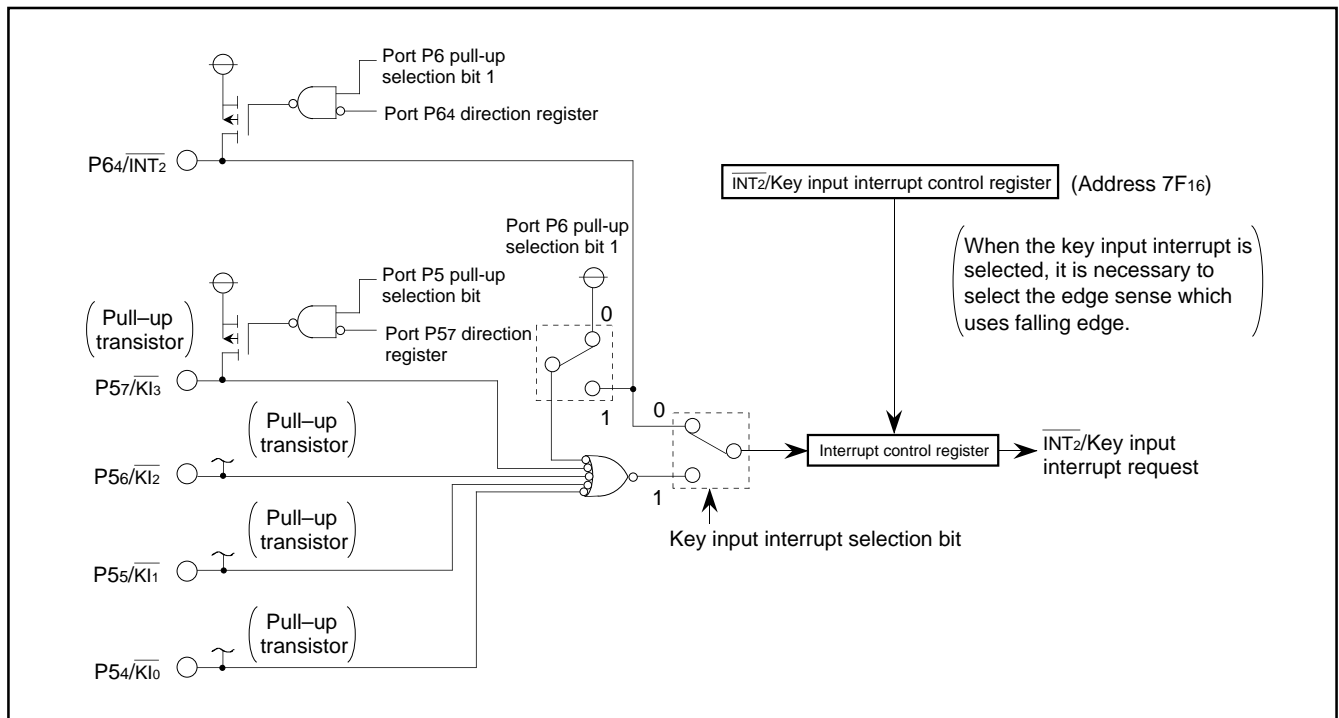 Port P6 pull-up
selection bit 1
Port P64 direction register
P64/INT2
INT2/Key input interrupt control register
(Address 7F16)
Port P6 pull-up
selection bit 1
(When the key input interrupt is
selected, it is necessary to
select the edge sense which
uses falling edge.)
Port P5 pull-up
selection bit
Port P57 direction
register
(Pull–up
transistor)
0
P57/KI3
1
0
(Pull–up
transistor)
Interrupt control register
INT2/Key input
interrupt request
P56/KI2
1
(Pull–up
transistor)
Key input interrupt selection bit
P55/KI1
(Pull–up
transistor)
P54/KI0